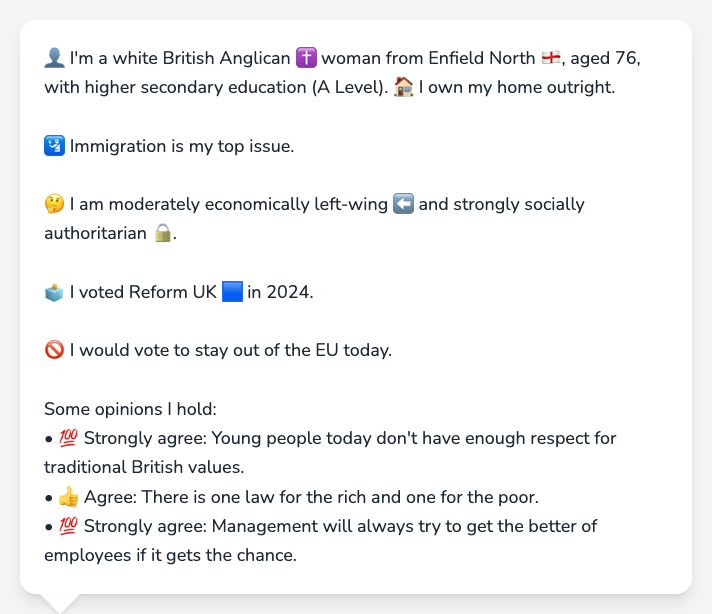 👤 I'm a white British Anglican ✝️ woman from Enfield North 🏴󠁧󠁢󠁥󠁮󠁧󠁿, aged 76,
with higher secondary education (A Level). 🏠 I own my home outright.
🛂 Immigration is my top issue.
🤔 I am moderately economically left-wing ⬅️ and strongly socially
authoritarian 🔒.
🗳️ I voted Reform UK 🟦 in 2024.
🚫 I would vote to stay out of the EU today.
Some opinions I hold:
• 💯 Strongly agree: Young people today don't have enough respect for
traditional British values.
• 👍 Agree: There is one law for the rich and one for the poor.
• 💯 Strongly agree: Management will always try to get the better of
employees if it gets the chance.